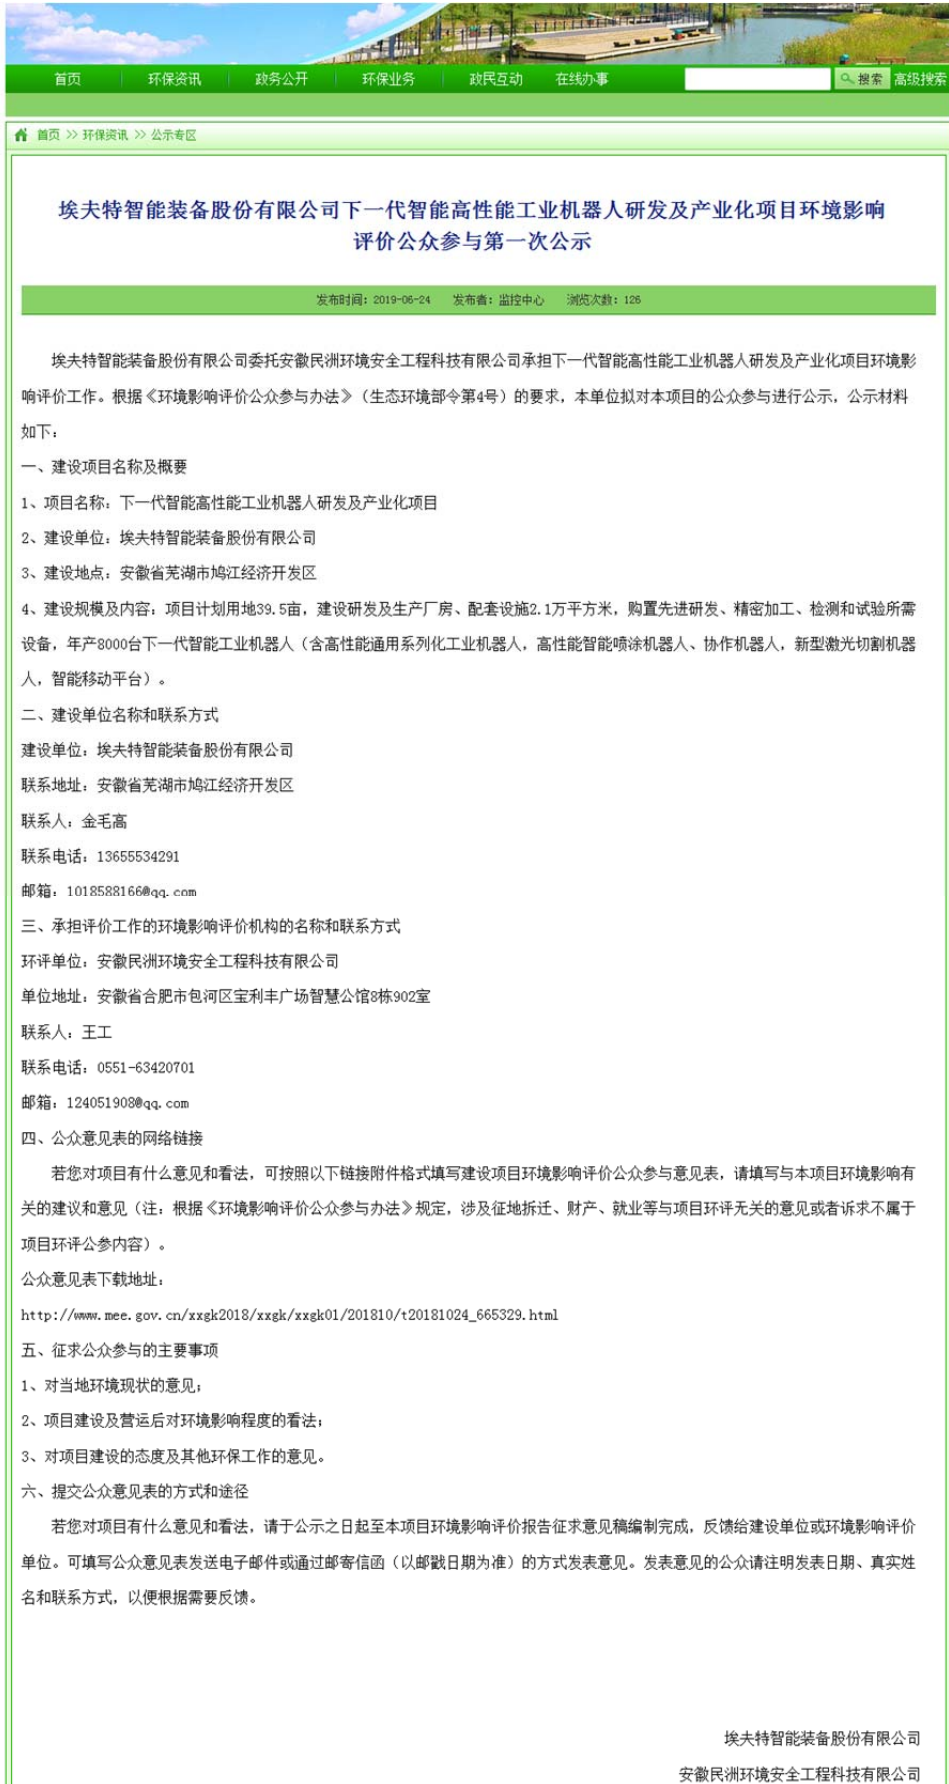 首页 环保资讯 政务公开 环保业务 政民互动 在线办事 搜索 高级搜索
首页 >> 环保资讯 >> 公示专区
埃夫特智能装备股份有限公司下一代智能高性能工业机器人研发及产业化项目环境影响
评价公众参与第一次公示
发布时间：2019-06-24 发布者：监控中心 浏览次数：126
埃夫特智能装备股份有限公司委托安徽民洲环境安全工程科技有限公司承担下一代智能高性能工业机器人研发及产业化项目环境影
响评价工作。根据《环境影响评价公众参与办法》（生态环境部令第4号）的要求，本单位拟对本项目的公众参与进行公示，公示材料
如下：
一、建设项目名称及概要
1、项目名称：下一代智能高性能工业机器人研发及产业化项目
2、建设单位：埃夫特智能装备股份有限公司
3、建设地点：安徽省芜湖市鸠江经济开发区
4、建设规模及内容：项目计划用地39.5亩，建设研发及生产厂房、配套设施2.1万平方米，购置先进研发、精密加工、检测和试验所需
设备，年产8000台下一代智能工业机器人（含高性能通用系列化工业机器人，高性能智能喷涂机器人、协作机器人，新型激光切割机器
人，智能移动平台）。
二、建设单位名称和联系方式
建设单位：埃夫特智能装备股份有限公司
联系地址：安徽省芜湖市鸠江经济开发区
联系人：金毛高
联系电话：13655534291
邮箱：1018588166@qq.com
三、承担评价工作的环境影响评价机构的名称和联系方式
环评单位：安徽民洲环境安全工程科技有限公司
单位地址：安徽省合肥市包河区宝利丰广场智慧公馆8栋902室
联系人：王工
联系电话：0551-63420701
邮箱：124051908@qq.com
四、公众意见表的网络链接
若您对项目有什么意见和看法，可按照以下链接附件格式填写建设项目环境影响评价公众参与意见表，请填写与本项目环境影响有
关的建议和意见（注：根据《环境影响评价公众参与办法》规定，涉及征地拆迁、财产、就业等与项目环评无关的意见或者诉求不属于
项目环评公参内容）。
公众意见表下载地址：
http://www.mee.gov.cn/xxgk2018/xxgk/xxgk01/201810/t20181024_665329.html
五、征求公众参与的主要事项
1、对当地环境现状的意见；
2、项目建设及营运后对环境影响程度的看法；
3、对项目建设的态度及其他环保工作的意见。
六、提交公众意见表的方式和途径
若您对项目有什么意见和看法，请于公示之日起至本项目环境影响评价报告征求意见稿编制完成，反馈给建设单位或环境影响评价
单位。可填写公众意见表发送电子邮件或通过邮寄信函（以邮戳日期为准）的方式发表意见。发表意见的公众请注明发表日期、真实姓
名和联系方式，以便根据需要反馈。
埃夫特智能装备股份有限公司
安徽民洲环境安全工程科技有限公司